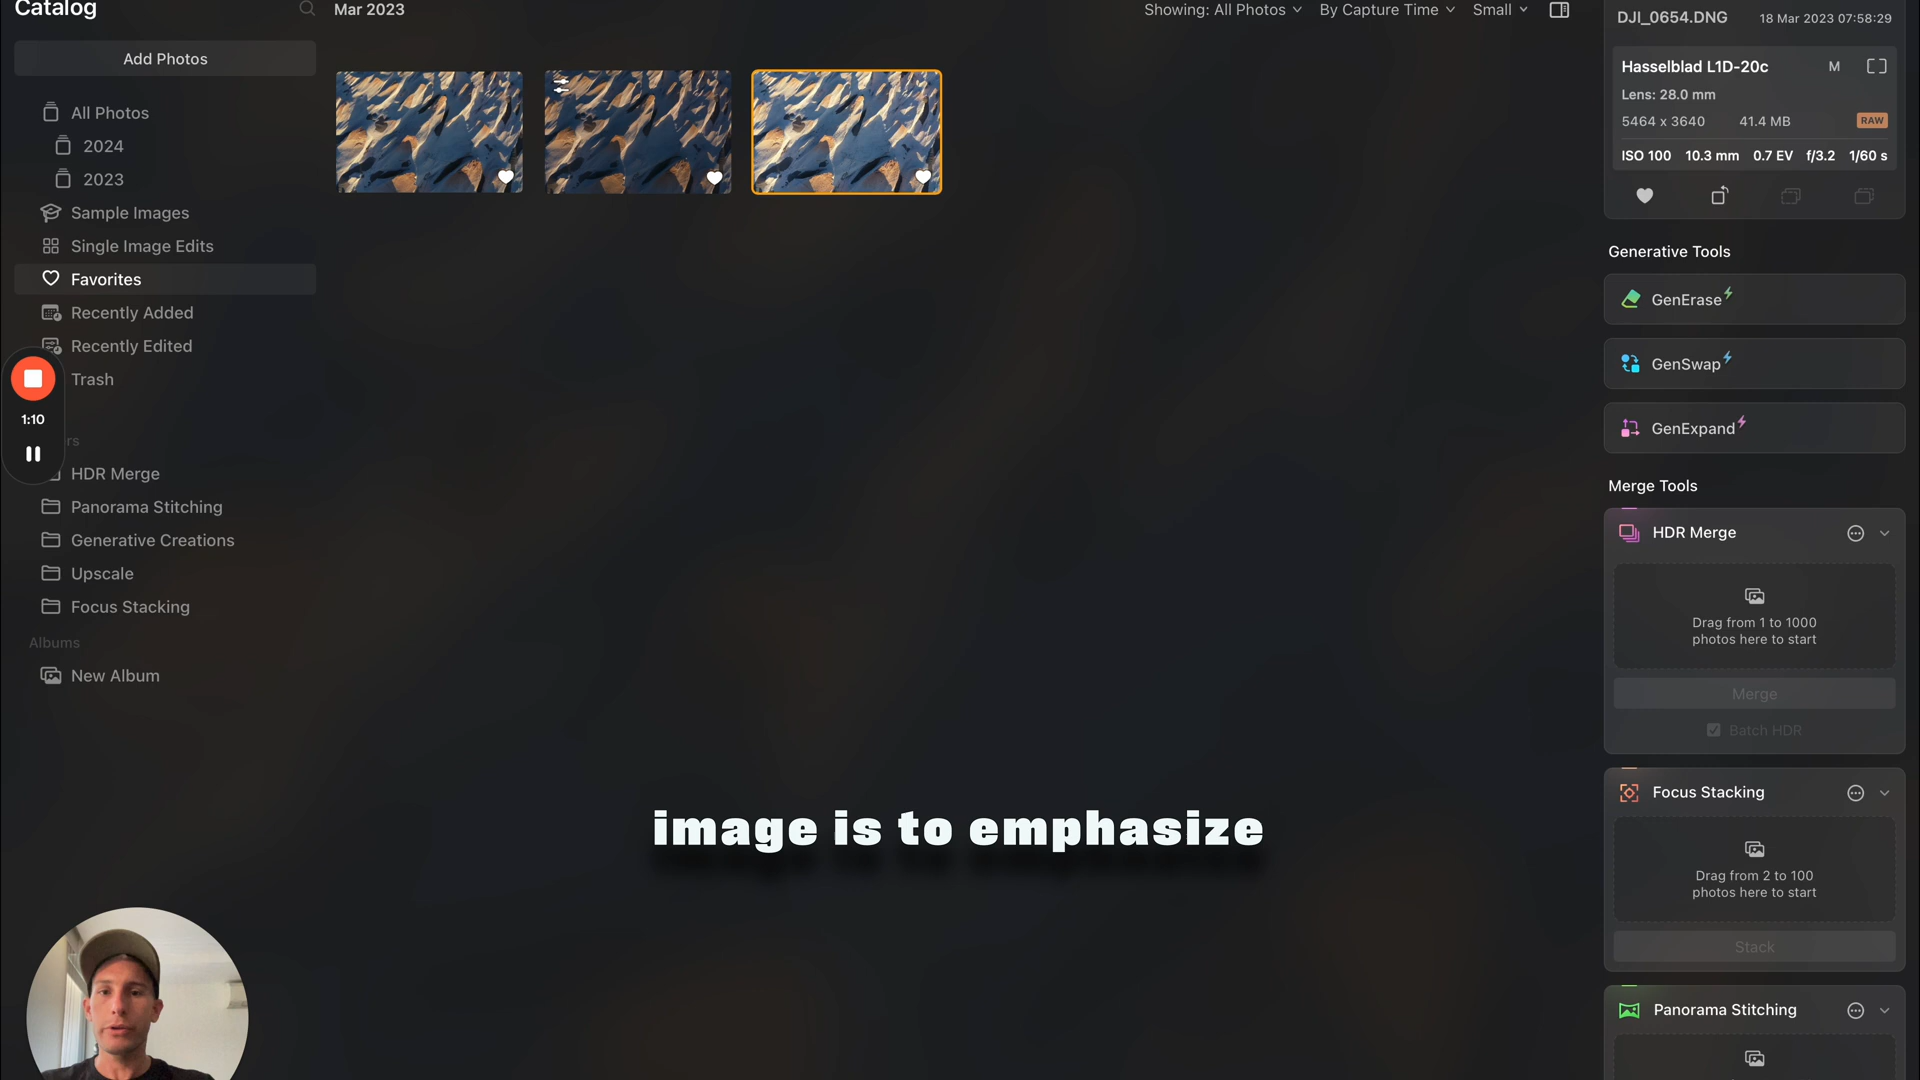 Catalog
Mar 2023
Showing: All Photos
By Capture Time
Small
Add Photos
All Photos
2024
2023
Sample Images
Single Image Edits
Favorites
Recently Added
Recently Edited
Trash
1:10
rs
HDR Merge
Panorama Stitching
Generative Creations
Upscale
Focus Stacking
Albums
New Album
image is to emphasize
DJI_0654.DNG
18 Mar 2023 07:58:29
Hasselblad L1D-20c
M
Lens: 28.0 mm
5464 x 3640
41.4 MB
RAW
ISO 100
10.3 mm
0.7 EV
f/3.2
1/60 s
Generative Tools
GenErase
GenSwap
GenExpand
Merge Tools
HDR Merge
Drag from 1 to 1000
photos here to start
Merge
Batch HDR
Focus Stacking
Drag from 2 to 100
photos here to start
Stack
Panorama Stitching